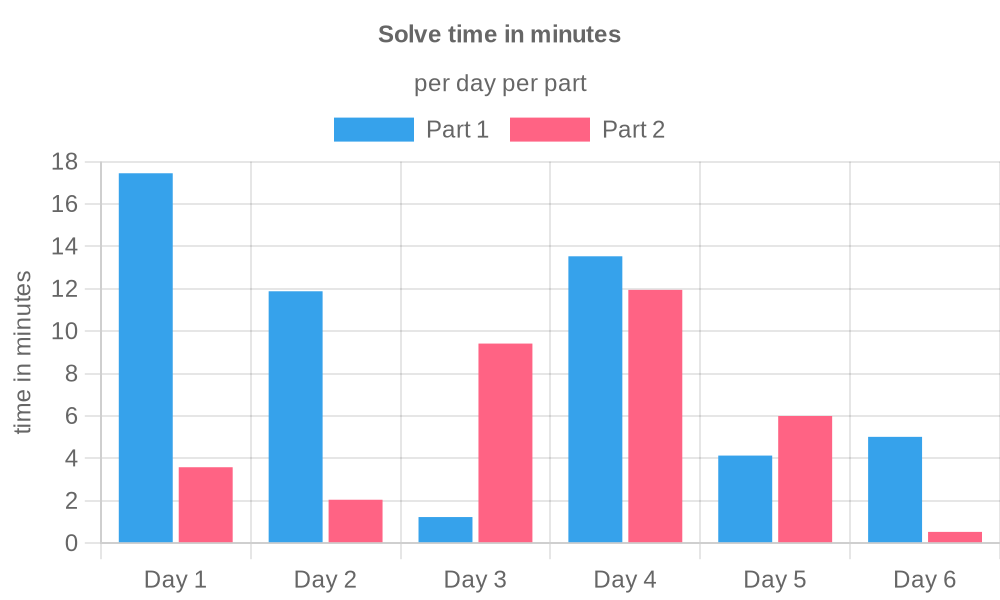 Solve time in minutes
per day per part
Part 1 Part 2
18
16
14
12
10
8
6
4
2
0
time in minutes
Day 1 Day 2 Day 3 Day 4 Day 5 Day 6